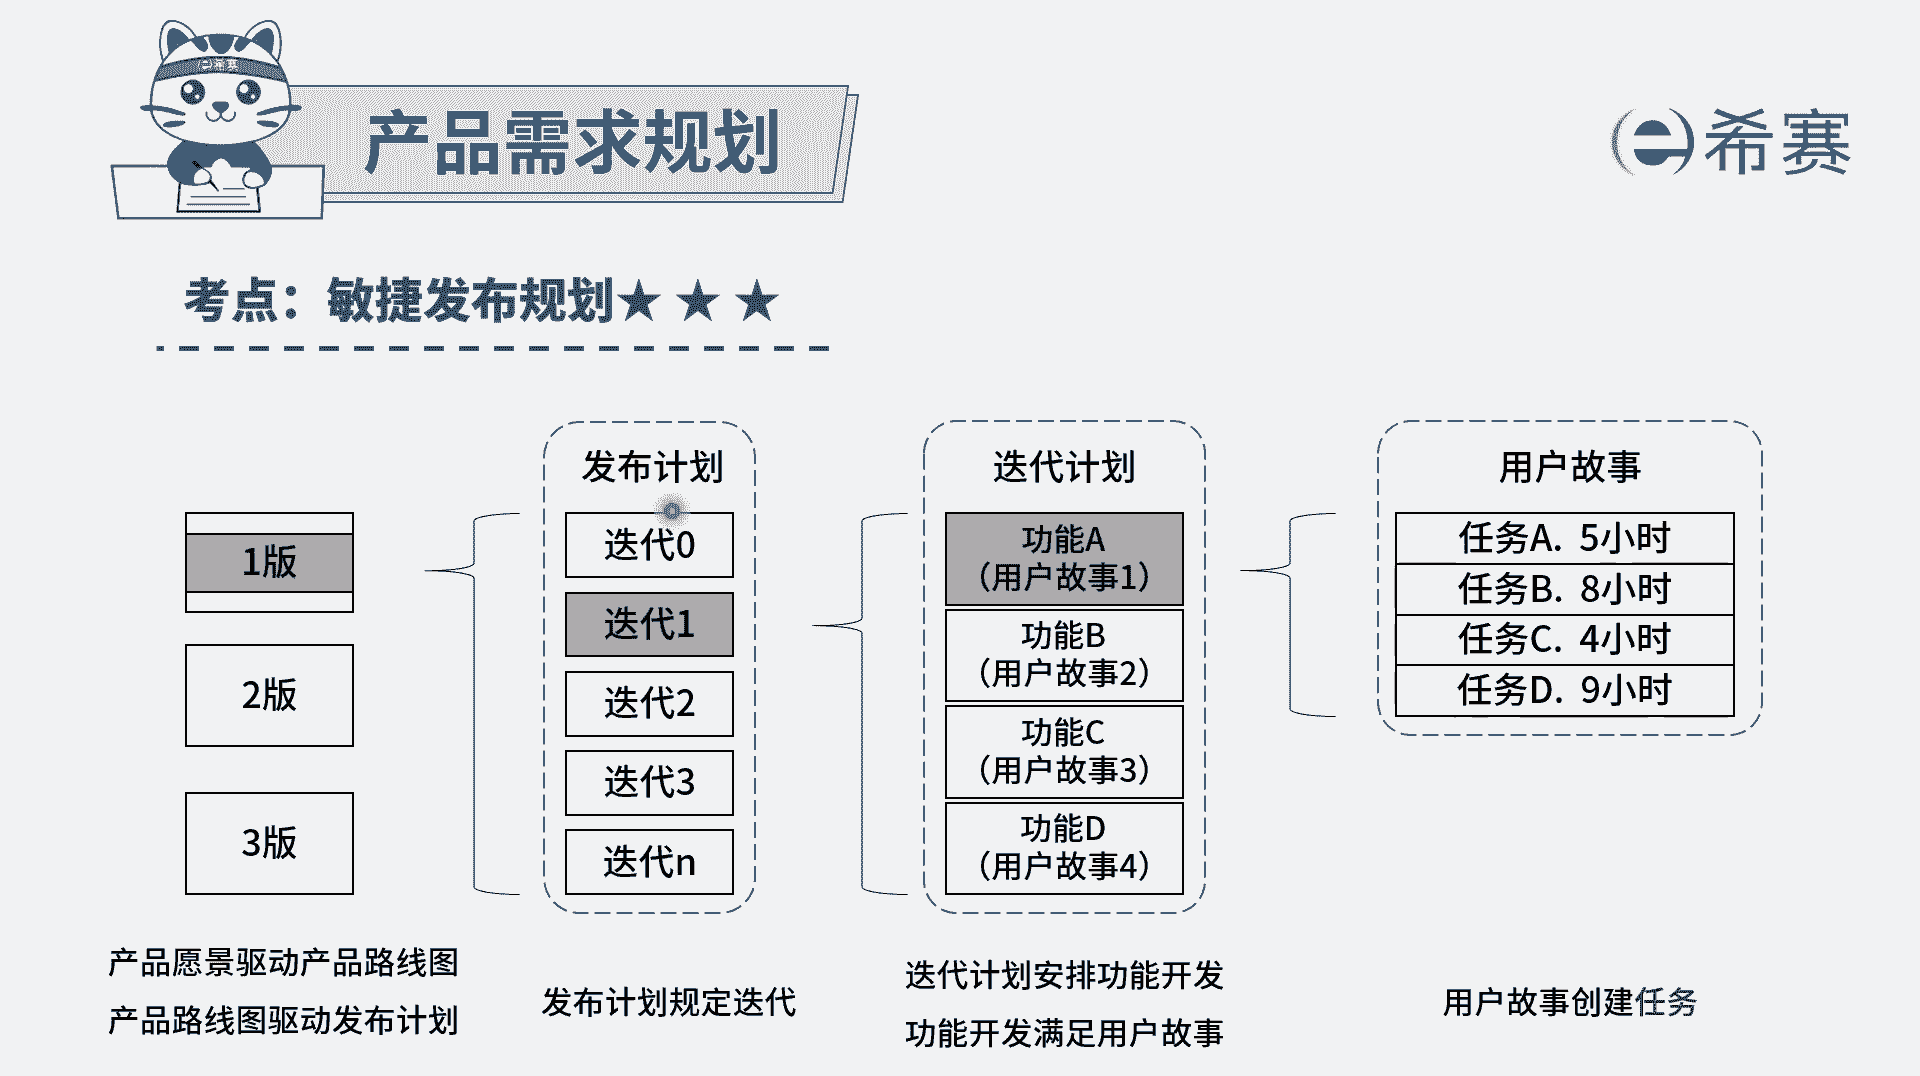 e希赛
产品需求规划
e希赛
考点：敏捷发布规划★ ★ ★
1版
2版
3版
发布计划
迭代0
迭代1
迭代2
迭代3
迭代n
迭代计划
功能A
（用户故事1）
功能B
（用户故事2）
功能C
（用户故事3）
功能D
（用户故事4）
用户故事
任务A. 5小时
任务B. 8小时
任务C. 4小时
任务D. 9小时
产品愿景驱动产品路线图
产品路线图驱动发布计划
发布计划规定迭代
迭代计划安排功能开发
功能开发满足用户故事
用户故事创建任务